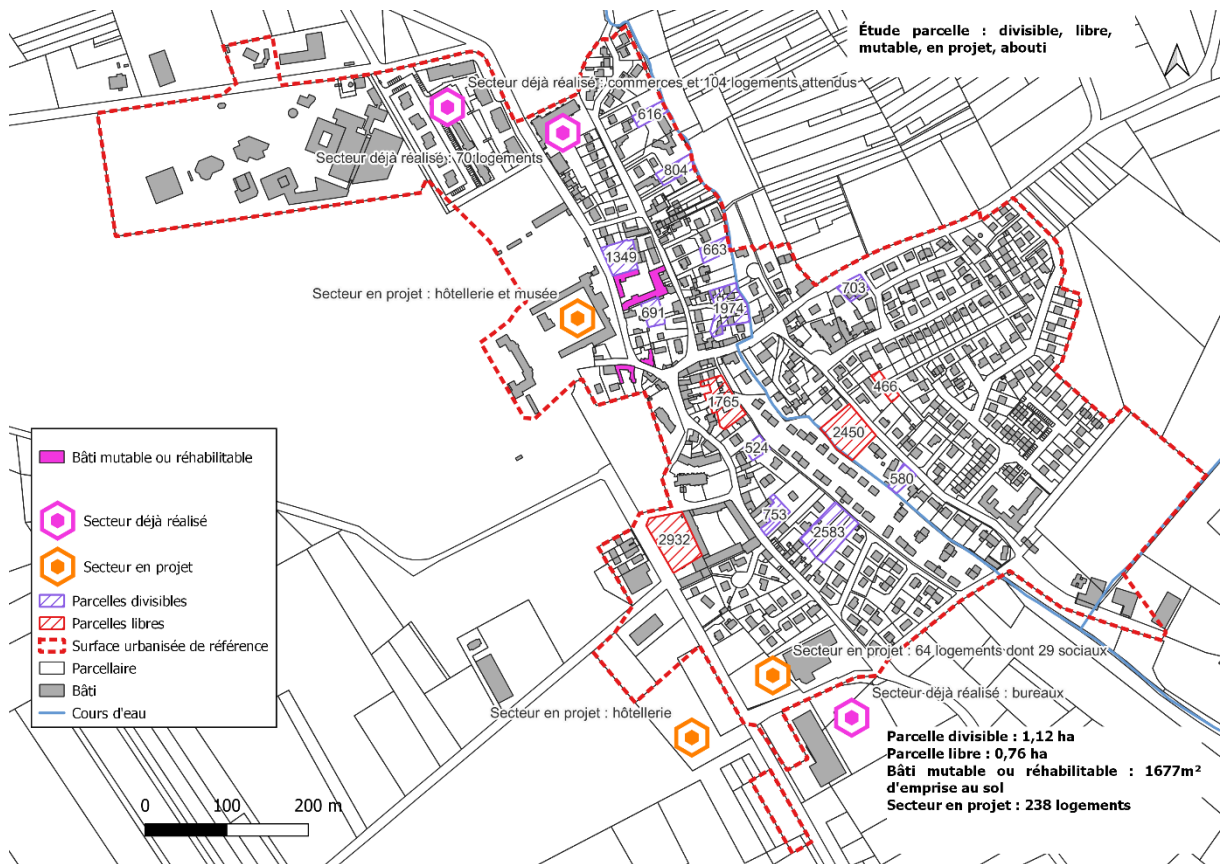 Étude parcelle : divisible, libre,
mutable, en projet, abouti
Secteur déjà réalisé : commerces et 104 logements attendus
616
Secteur déjà réalisé : 70 logements
804
663
1349
703
Secteur en projet : hôtellerie et musée
691
1974
466
1765
2450
524
580
753
2583
2932
Bâti mutable ou réhabilitable
Secteur déjà réalisé
Secteur en projet
Parcelles divisibles
Parcelles libres
Surface urbanisée de référence
Parcellaire
Bâti
Cours d'eau
Secteur en projet : 64 logements dont 29 sociaux
Secteur déjà réalisé : bureaux
Secteur en projet : hôtellerie
Parcelle divisible : 1,12 ha
Parcelle libre : 0,76 ha
Bâti mutable ou réhabilitable : 1677m²
d'emprise au sol
Secteur en projet : 238 logements
0 100 200 m